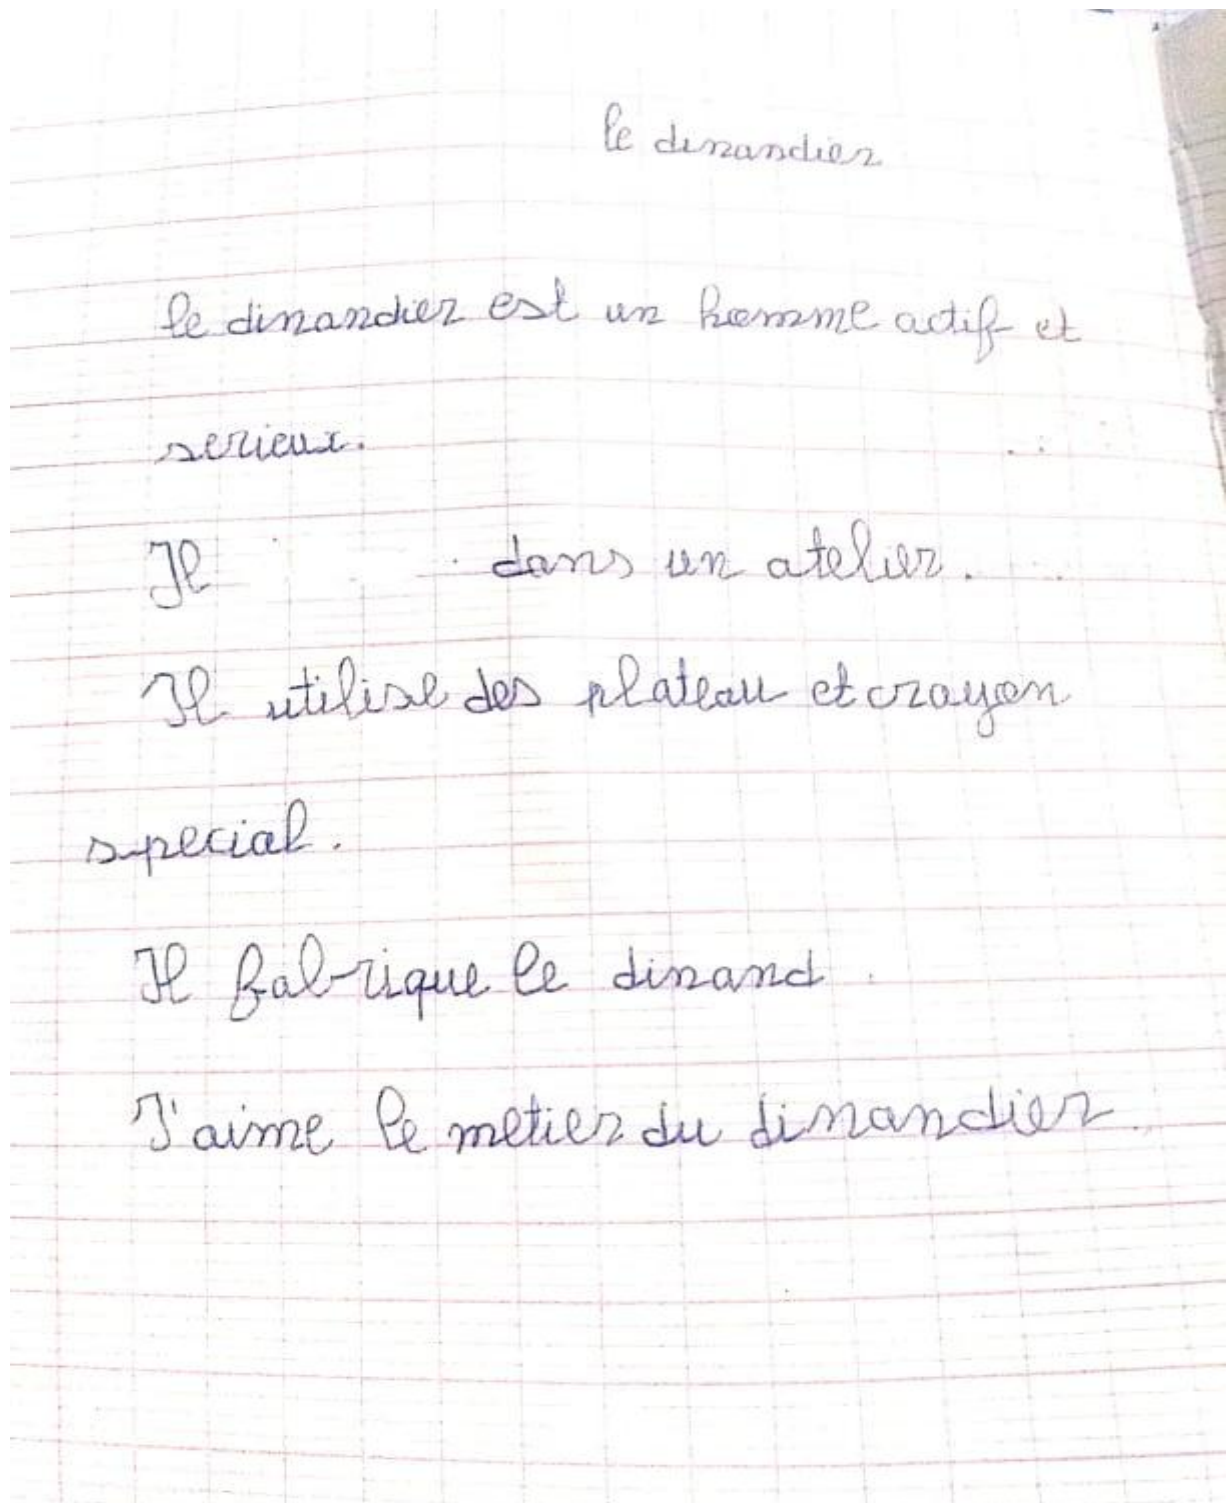 le dinandier
le dinandier est un homme actif et
serieux.
Il dans un atelier.
Il utilise des plateau et crayon
special.
Il fabrique le dinand.
J'aime le metier du dinandier.